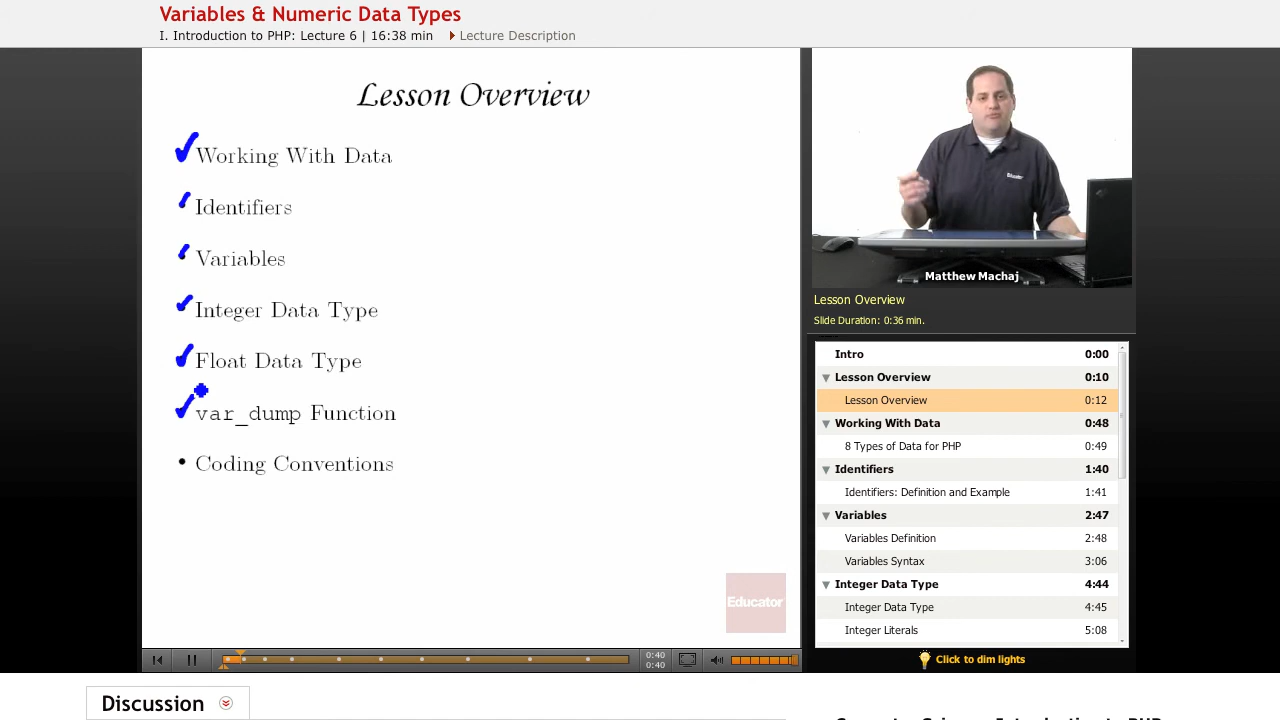 Variables & Numeric Data Types
I. Introduction to PHP: Lecture 6 | 16:38 min Lecture Description
Lesson Overview
Working With Data
Identifiers
Variables
Integer Data Type
Float Data Type
var_dump Function
• Coding Conventions
Educator
Educator
Matthew Machaj
Lesson Overview
Slide Duration: 0:36 min.
Intro 0:00
Lesson Overview 0:10
Lesson Overview 0:12
Working With Data 0:48
8 Types of Data for PHP 0:49
Identifiers 1:40
Identifiers: Definition and Example 1:41
Variables 2:47
Variables Definition 2:48
Variables Syntax 3:06
Integer Data Type 4:44
Integer Data Type 4:45
Integer Literals 5:08
0:40
0:40
Click to dim lights
Discussion